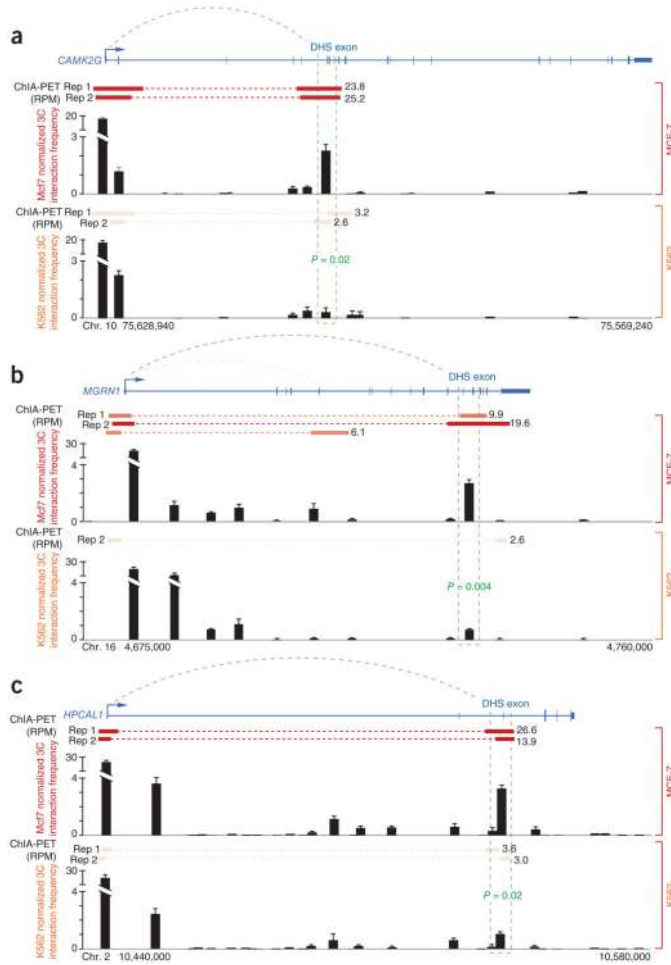 a
DHS exon
CAMK2G
ChIA-PET Rep 1 23.8
(RPM) Rep 2 25.2
Mcf7 normalized 3C
interaction frequency
20
3
0
MCF-7
ChIA-PET Rep 1 3.2
(RPM) Rep 2 2.6
K562 normalized 3C
interaction frequency
20
3
0
P = 0.02
K562
Chr. 10 75,628,940 75,569,240
b
DHS exon
MGRN1
ChIA-PET
(RPM)
Rep 1 9.9
Rep 2 19.6
6.1
Mcf7 normalized 3C
interaction frequency
30
4
0
MCF-7
ChIA-PET
(RPM)
Rep 2 2.6
K562 normalized 3C
interaction frequency
30
4
0
P = 0.004
K562
Chr. 16 4,675,000 4,760,000
c
DHS exon
HPCAL1
ChIA-PET
(RPM)
Rep 1 26.6
Rep 2 13.9
Mcf7 normalized 3C
interaction frequency
30
4
0
MCF-7
ChIA-PET
(RPM)
Rep 1 3.6
Rep 2 3.0
K562 normalized 3C
interaction frequency
30
4
0
P = 0.02
K562
Chr. 2 10,440,000 10,580,000